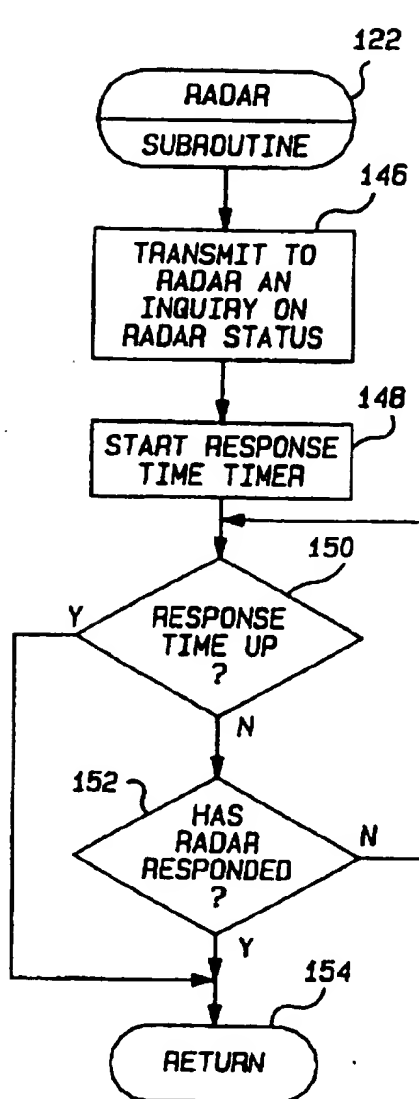 122
RADAR
SUBROUTINE
146
TRANSMIT TO
RADAR AN
INQUIRY ON
RADAR STATUS
148
START RESPONSE
TIME TIMER
150
Y
RESPONSE
TIME UP
?
N
152
HAS
RADAR
RESPONDED
?
N
Y
154
RETURN